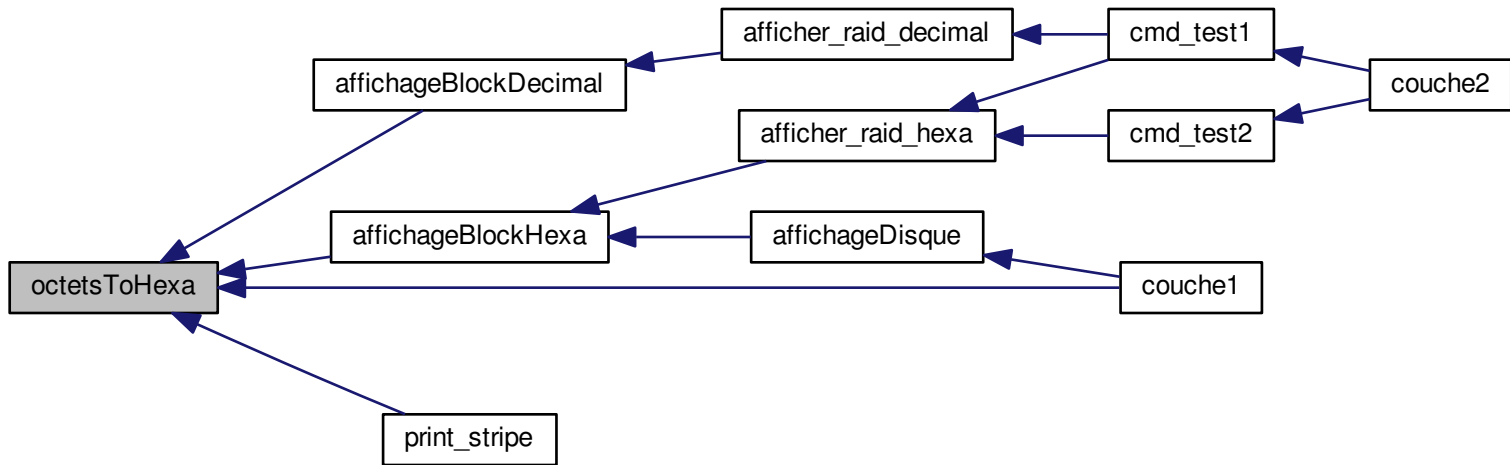 afficher_raid_decimal
cmd_test1
affichageBlockDecimal
couche2
afficher_raid_hexa
cmd_test2
affichageBlockHexa
affichageDisque
octetsToHexa
couche1
print_stripe